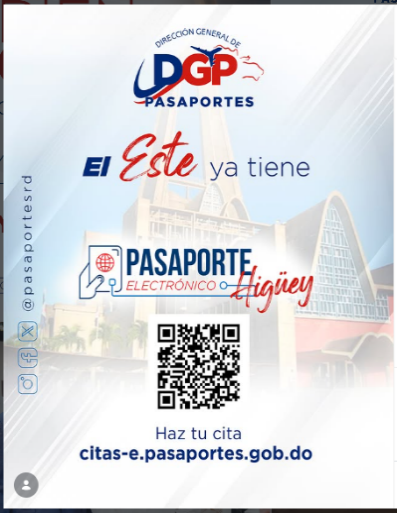 DIRECCIÓN GENERAL DE
DGP
PASAPORTES
El Este ya tiene
PASAPORTE
ELECTRÓNICO Higüey
Haz tu cita
citas-e.pasaportes.gob.do
@pasaportesrd